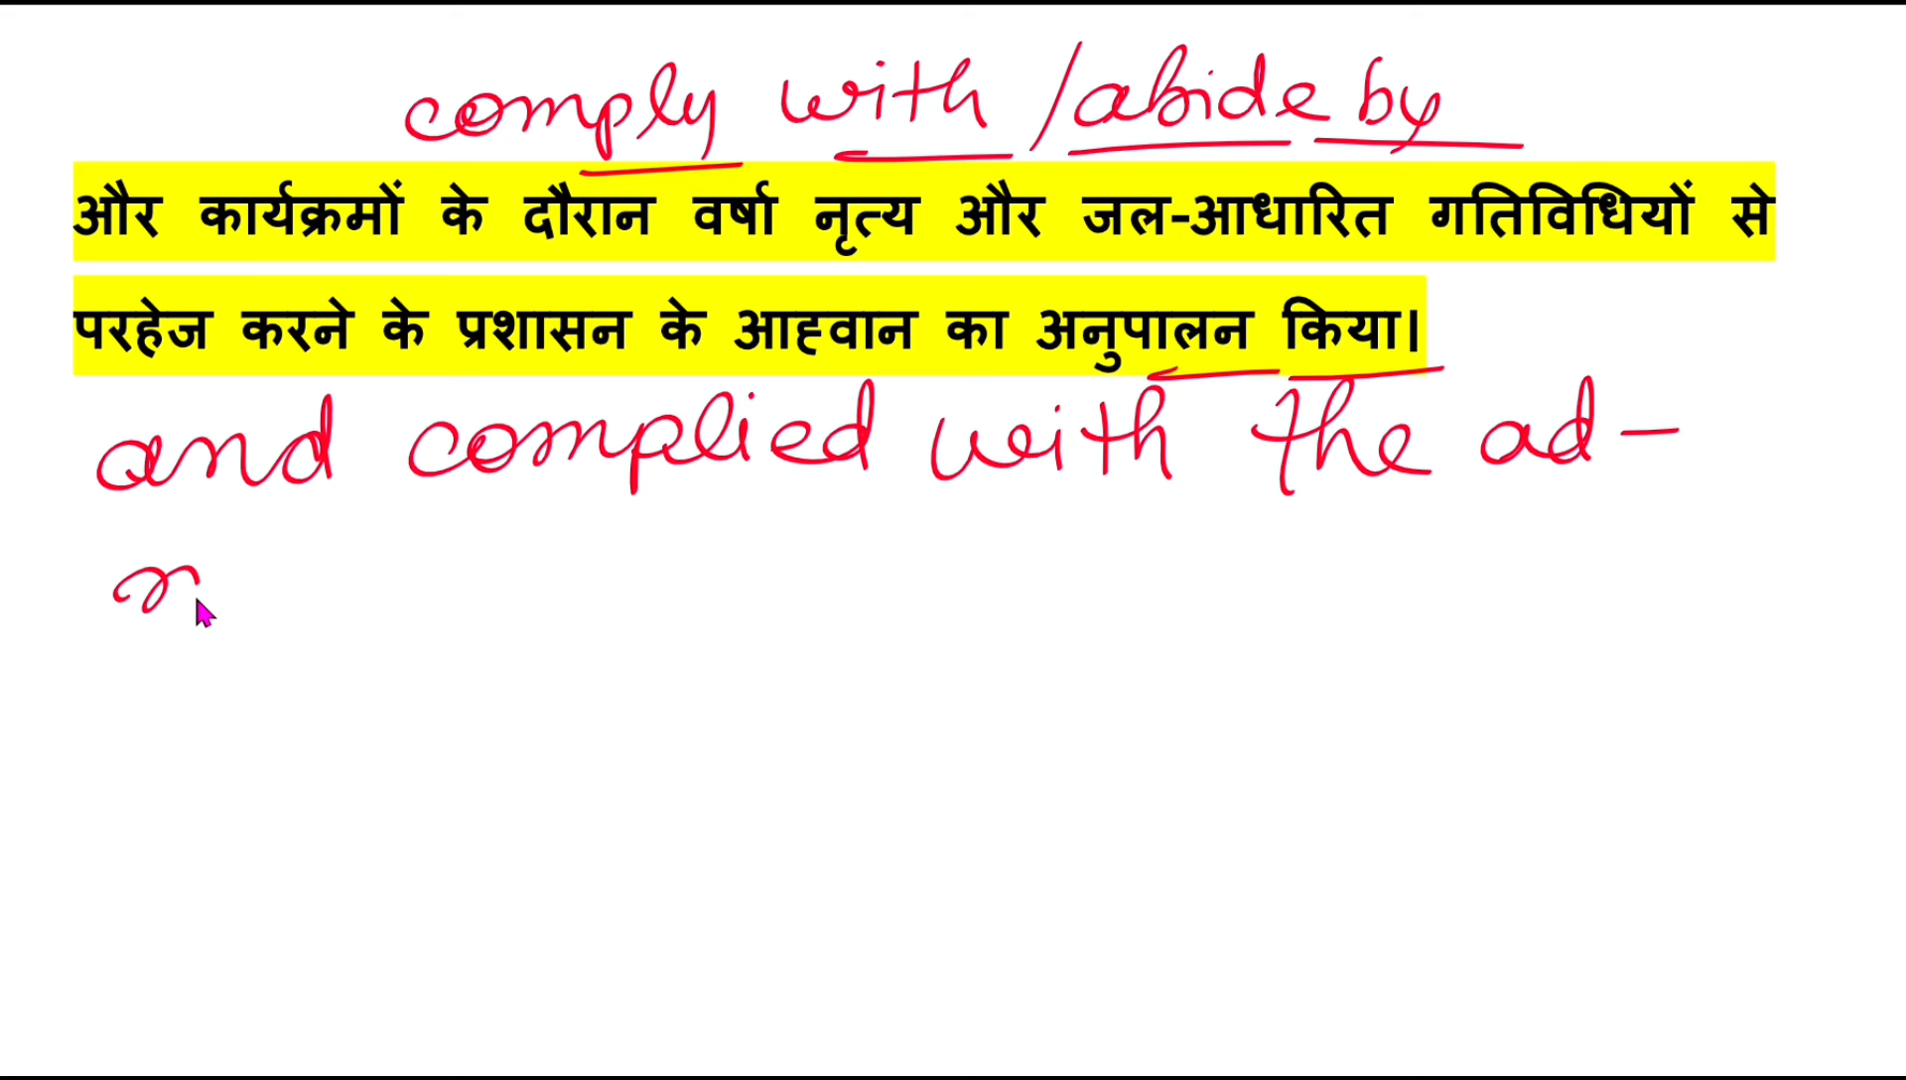 comply with / abide by
और कार्यक्रमों के दौरान वर्षा नृत्य और जल-आधारित गतिविधियों से
परहेज करने के प्रशासन के आह्वान का अनुपालन किया।
and complied with the ad-